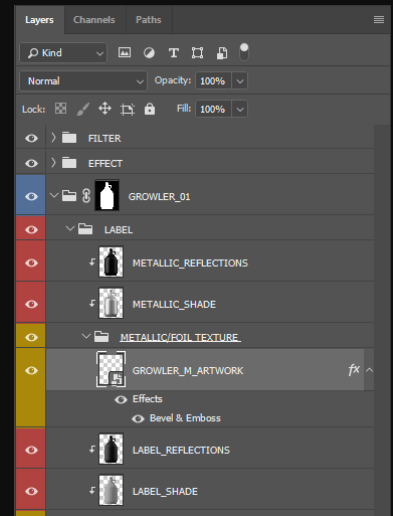 Layers Channels Paths
Kind
Normal Opacity: 100%
Lock: Fill: 100%
FILTER
EFFECT
GROWLER_01
LABEL
METALLIC_REFLECTIONS
METALLIC_SHADE
METALLIC/FOIL TEXTURE
GROWLER_M_ARTWORK fx
Effects
Bevel & Emboss
LABEL_REFLECTIONS
LABEL_SHADE